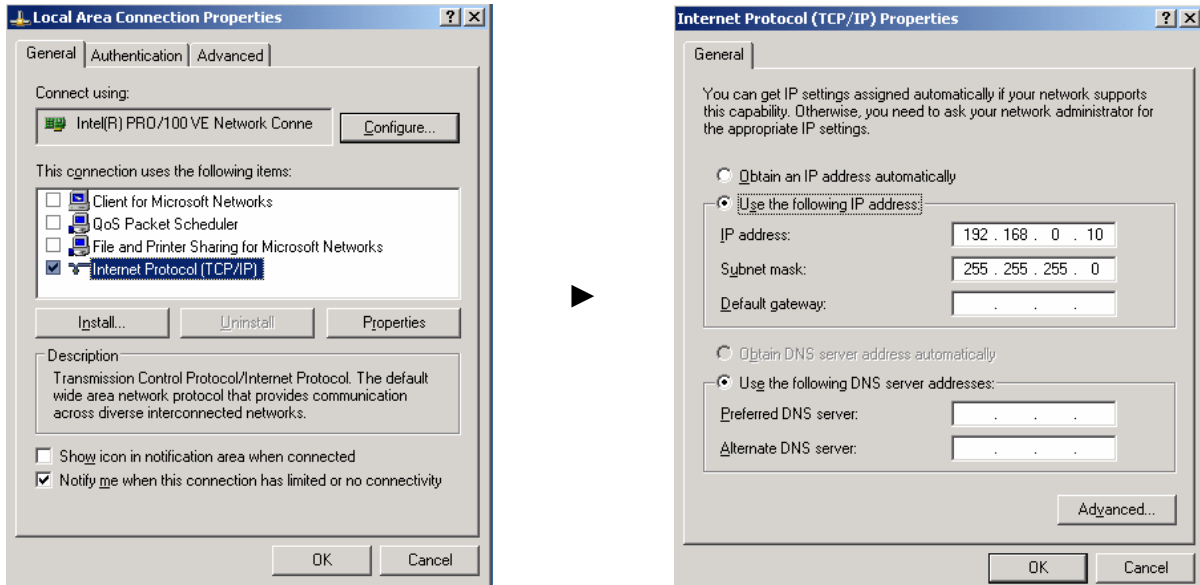 Local Area Connection Properties
General Authentication Advanced
Connect using:
Intel(R) PRO/100 VE Network Conne Configure...
This connection uses the following items:
Client for Microsoft Networks
QoS Packet Scheduler
File and Printer Sharing for Microsoft Networks
Internet Protocol (TCP/IP)
Install... Uninstall Properties
Description
Transmission Control Protocol/Internet Protocol. The default
wide area network protocol that provides communication
across diverse interconnected networks.
Show icon in notification area when connected
Notify me when this connection has limited or no connectivity
OK Cancel
Internet Protocol (TCP/IP) Properties
General
You can get IP settings assigned automatically if your network supports
this capability. Otherwise, you need to ask your network administrator for
the appropriate IP settings.
Obtain an IP address automatically
Use the following IP address:
IP address: 192 . 168 . 0 . 10
Subnet mask: 255 . 255 . 255 . 0
Default gateway: . . .
Obtain DNS server address automatically
Use the following DNS server addresses:
Preferred DNS server: . . .
Alternate DNS server: . . .
Advanced...
OK Cancel